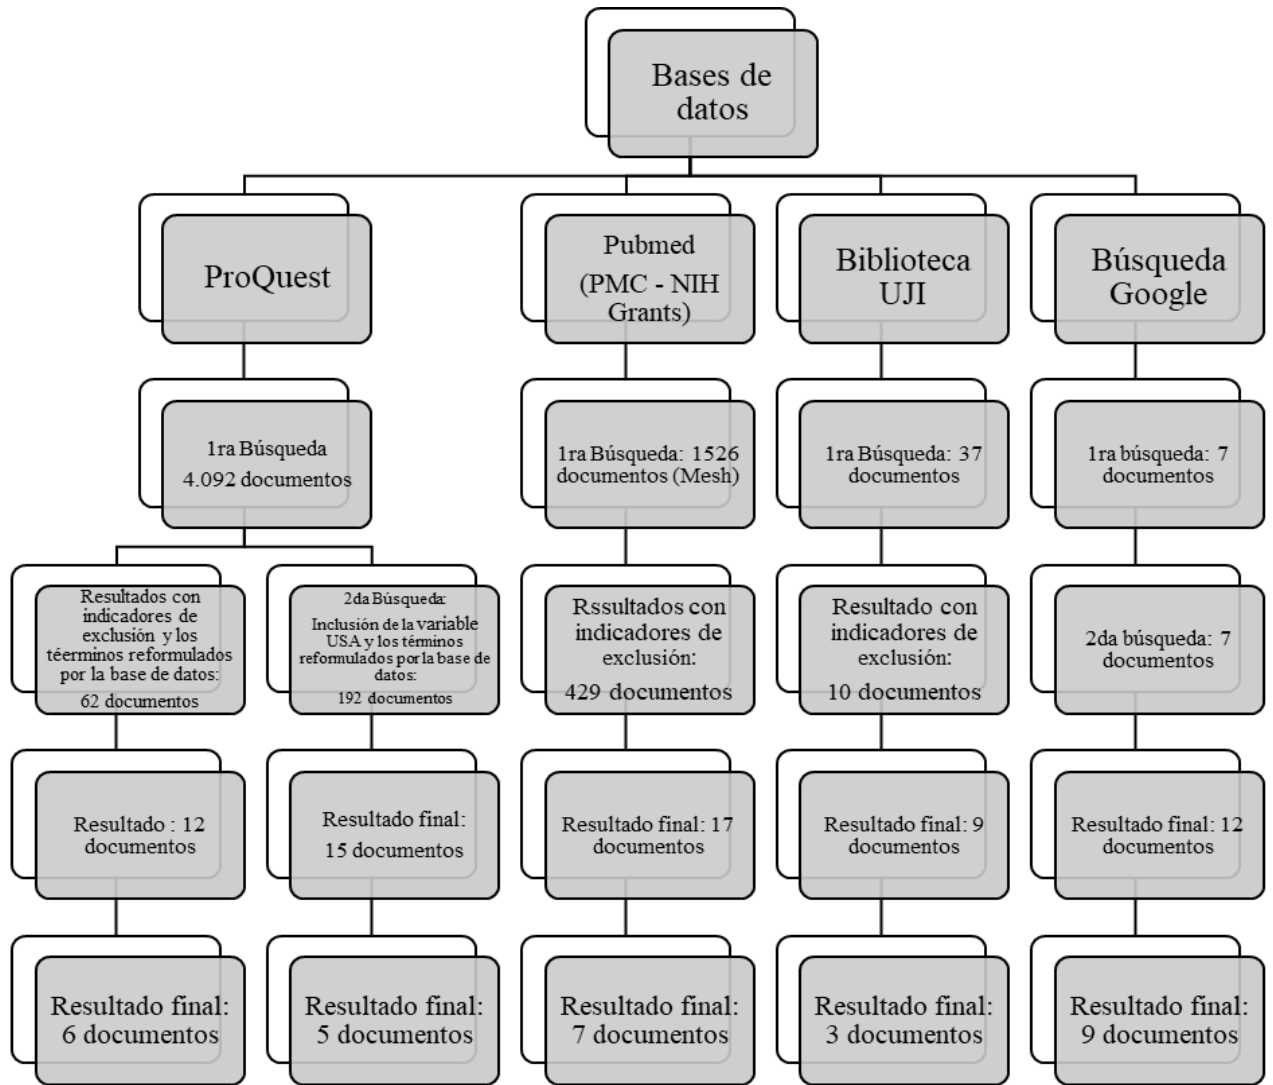 Bases de
datos
ProQuest
Pubmed
(PMC - NIH
Grants)
Biblioteca
UJI
Búsqueda
Google
1ra Búsqueda
4.092 documentos
1ra Búsqueda: 1526
documentos (Mesh)
1ra Búsqueda: 37
documentos
1ra búsqueda: 7
documentos
Resultados con
indicadores de
exclusión y los
téerminos reformulados
por la base de datos:
62 documentos
2da Búsqueda:
Inclusión de la variable
USA y los términos
reformulados por la base de
datos:
192 documentos
Rssultados con
indicadores de
exclusión:
429 documentos
Resultado con
indicadores de
exclusión:
10 documentos
2da búsqueda: 7
documentos
Resultado : 12
documentos
Resultado final:
15 documentos
Resultado final: 17
documentos
Resultado final: 9
documentos
Resultado final: 12
documentos
Resultado final:
6 documentos
Resultado final:
5 documentos
Resultado final:
7 documentos
Resultado final:
3 documentos
Resultado final:
9 documentos